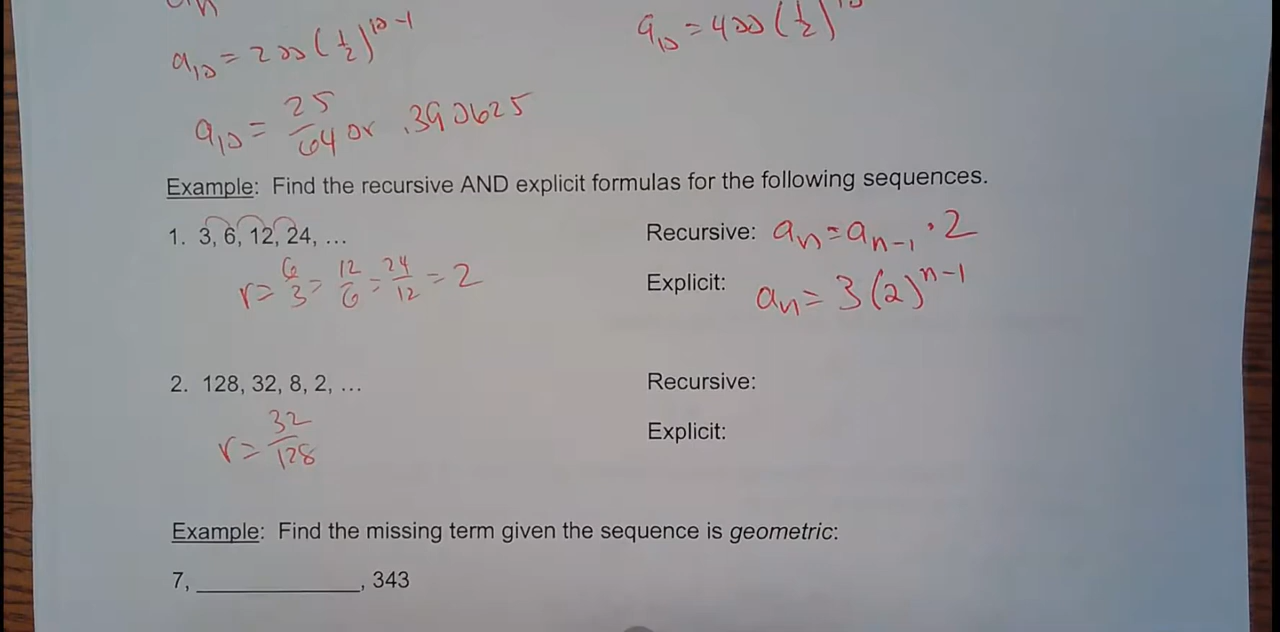 an
a10 = 200 (1/2)^10-1
a10 = 400 (1/2)^10
a10 = 25/64 or .390625
Example: Find the recursive AND explicit formulas for the following sequences.
1. 3, 6, 12, 24, …
Recursive: an = an-1 · 2
r = 6/3 = 12/6 = 24/12 = 2
Explicit: an = 3(2)^n-1
2. 128, 32, 8, 2, …
Recursive:
r = 32/128
Explicit:
Example: Find the missing term given the sequence is geometric:
7, ____________, 343